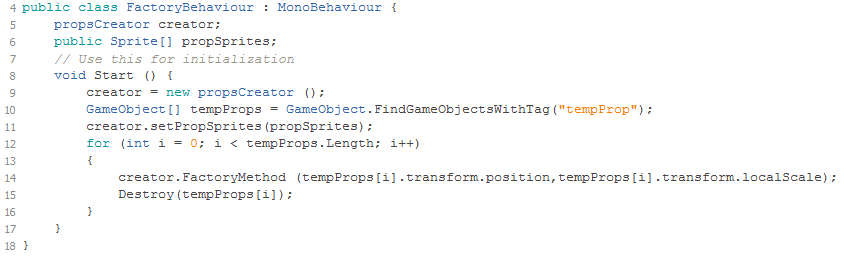 4 public class FactoryBehaviour : MonoBehaviour {
5     propsCreator creator;
6     public Sprite[] propSprites;
7     // Use this for initialization
8     void Start () {
9         creator = new propsCreator ();
10         GameObject[] tempProps = GameObject.FindGameObjectsWithTag("tempProp");
11         creator.setPropSprites(propSprites);
12         for (int i = 0; i < tempProps.Length; i++)
13         {
14             creator.FactoryMethod (tempProps[i].transform.position,tempProps[i].transform.localScale);
15             Destroy(tempProps[i]);
16         }
17     }
18 }